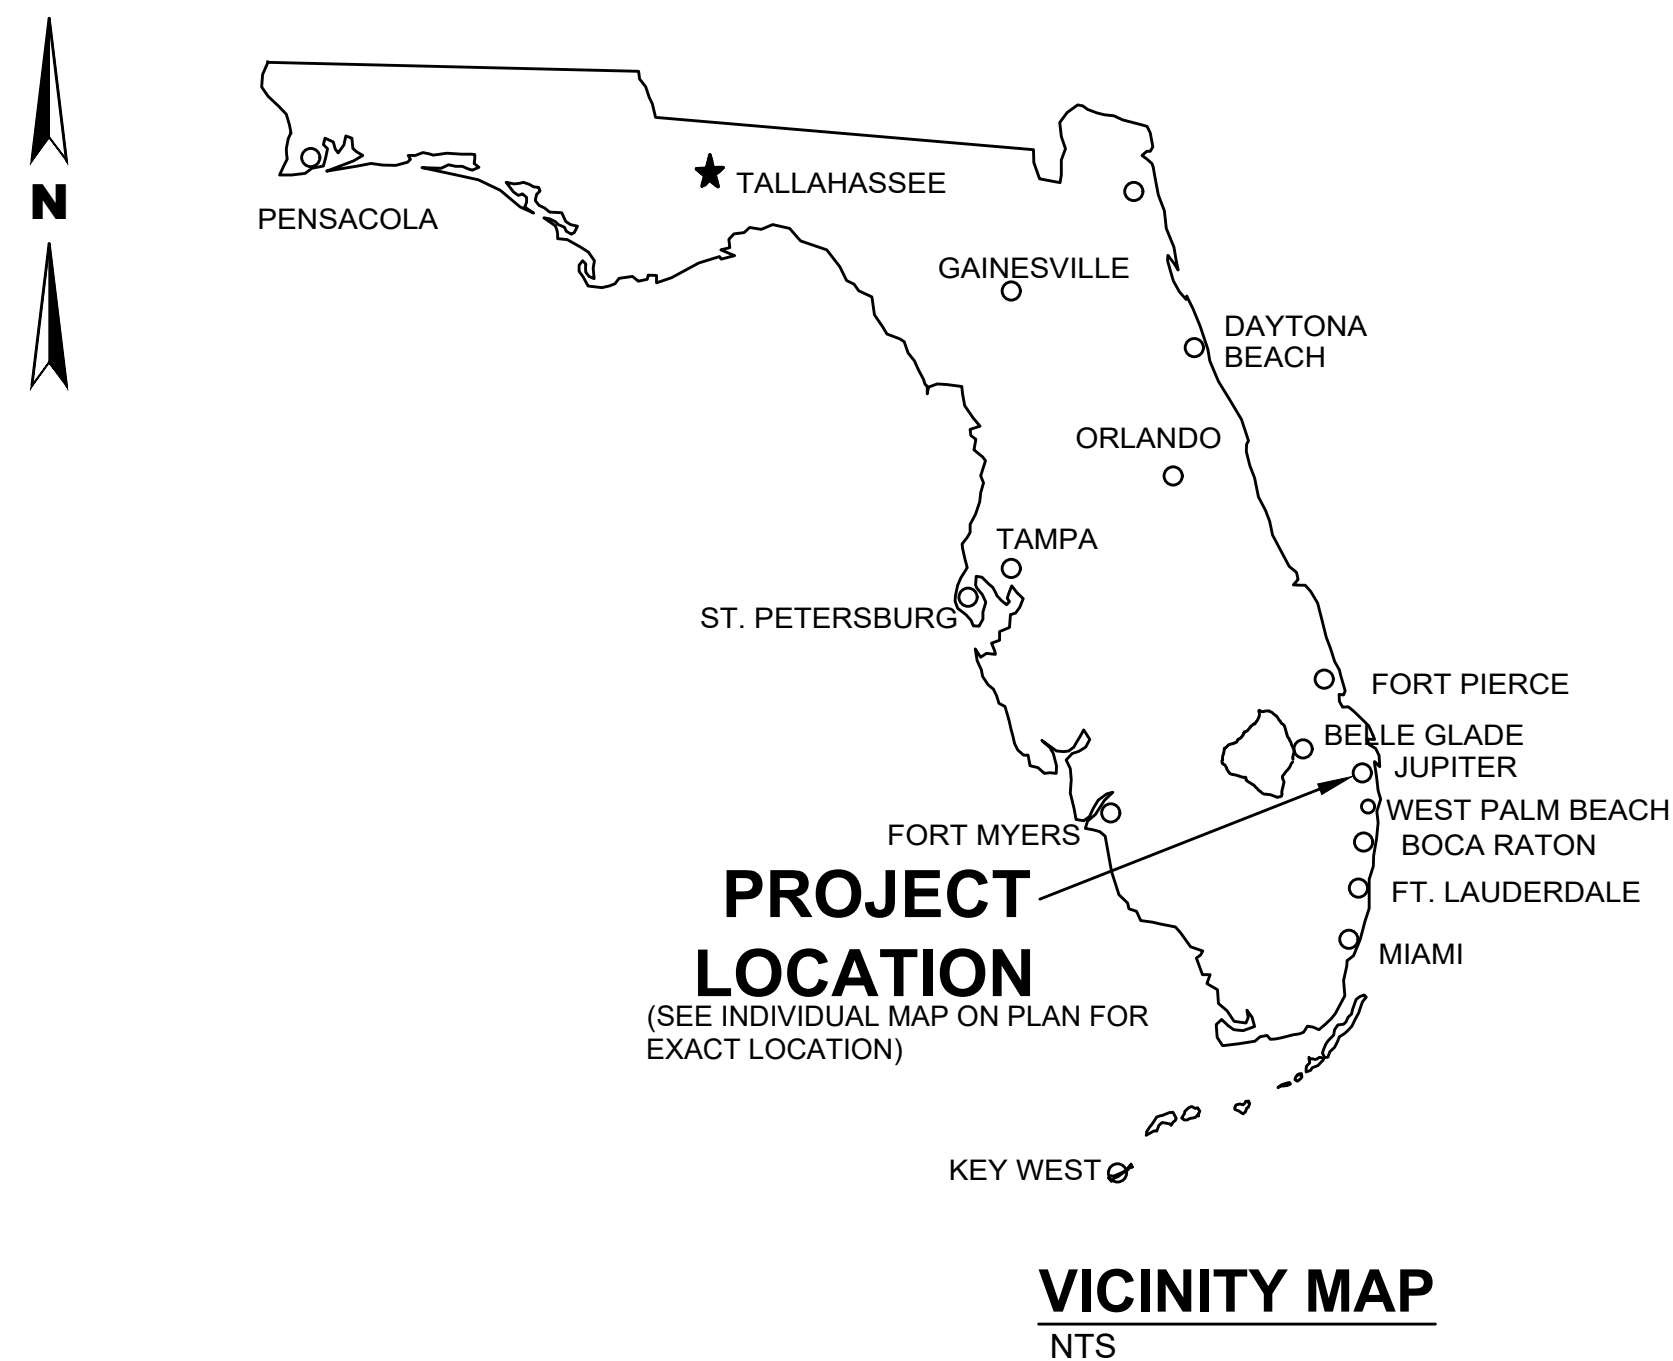 N
TALLAHASSEE
PENSACOLA
GAINESVILLE
DAYTONA
BEACH
ORLANDO
TAMPA
ST. PETERSBURG
FORT PIERCE
BELLE GLADE
JUPITER
WEST PALM BEACH
FORT MYERS
BOCA RATON
PROJECT
LOCATION
(SEE INDIVIDUAL MAP ON PLAN FOR
EXACT LOCATION)
FT. LAUDERDALE
MIAMI
KEY WEST
VICINITY MAP
NTS